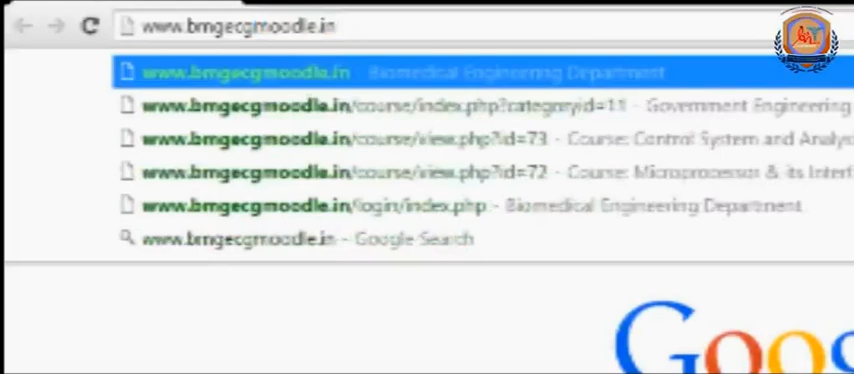 www.bmgecgmoodle.in
www.bmgecgmoodle.in - Biomedical Engineering Department
www.bmgecgmoodle.in/course/index.php?categoryid=11 - Government Engineering
www.bmgecgmoodle.in/course/view.php?id=73 - Course: Control System and Analys
www.bmgecgmoodle.in/course/view.php?id=72 - Course: Microprocessor & its Interf
www.bmgecgmoodle.in/login/index.php - Biomedical Engineering Department
www.bmgecgmoodle.in - Google Search
Goo